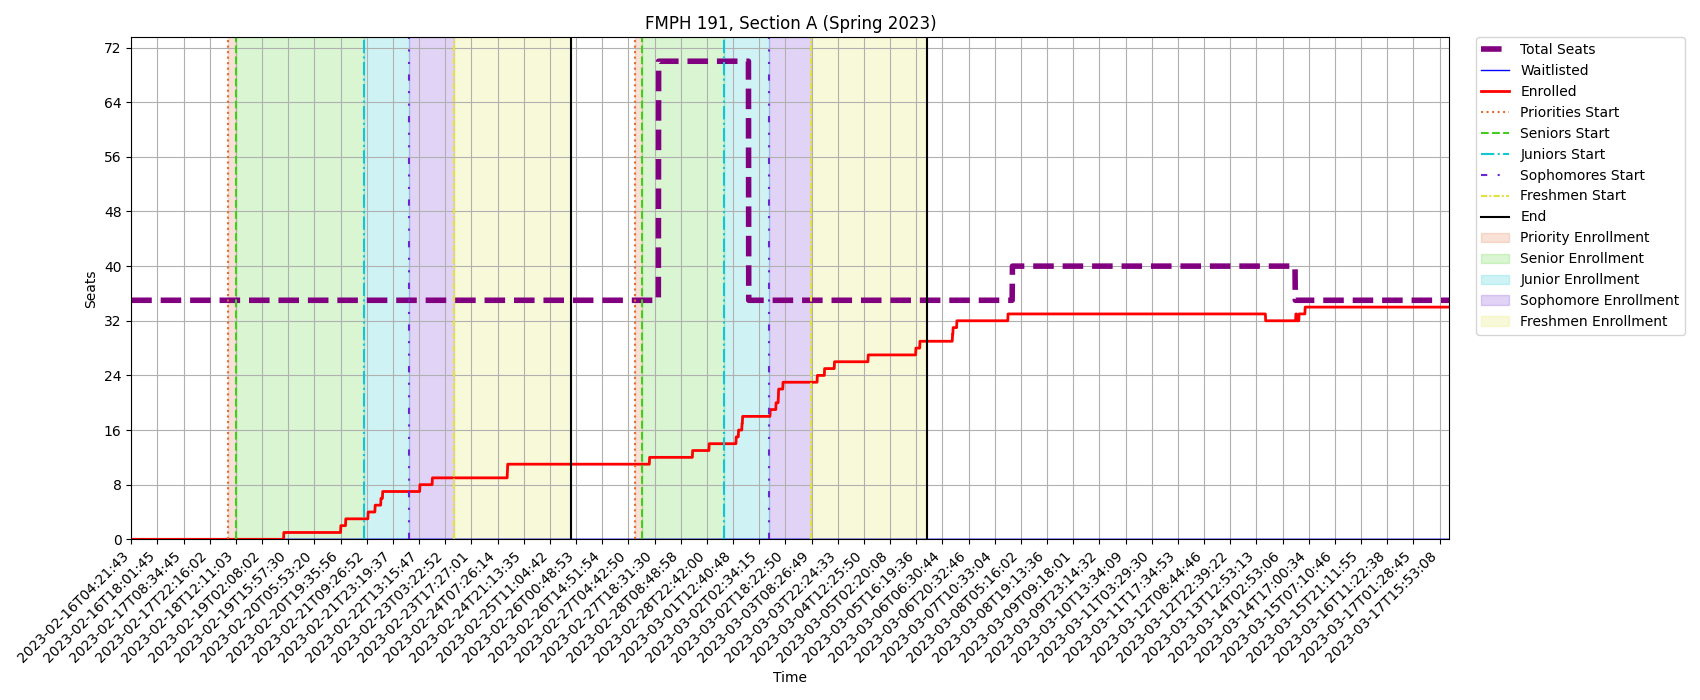 FMPH 191, Section A (Spring 2023)
72
64
56
48
40
32
24
16
8
0
Seats
2023-02-16T04:21:43
2023-02-16T18:01:45
2023-02-17T08:34:45
2023-02-17T22:16:02
2023-02-18T12:11:03
2023-02-19T02:08:02
2023-02-19T15:57:30
2023-02-20T05:53:20
2023-02-20T19:35:56
2023-02-21T09:26:52
2023-02-21T23:19:37
2023-02-22T13:15:47
2023-02-23T03:22:52
2023-02-23T17:27:01
2023-02-24T07:26:14
2023-02-24T21:13:35
2023-02-25T11:04:42
2023-02-26T00:48:53
2023-02-26T14:51:54
2023-02-27T04:42:50
2023-02-27T18:31:30
2023-02-28T08:48:58
2023-02-28T22:42:00
2023-03-01T12:40:48
2023-03-02T02:34:15
2023-03-02T18:22:50
2023-03-03T08:26:49
2023-03-03T22:24:33
2023-03-04T12:25:50
2023-03-05T02:20:08
2023-03-05T16:19:36
2023-03-06T06:30:44
2023-03-06T20:32:46
2023-03-07T10:33:04
2023-03-08T05:16:02
2023-03-08T19:13:36
2023-03-09T09:18:01
2023-03-09T23:14:32
2023-03-10T13:34:09
2023-03-11T03:29:30
2023-03-11T17:34:53
2023-03-12T08:44:46
2023-03-12T22:39:22
2023-03-13T12:53:13
2023-03-14T02:53:06
2023-03-14T17:00:34
2023-03-15T07:10:46
2023-03-15T21:11:55
2023-03-16T11:22:38
2023-03-17T01:28:45
2023-03-17T15:53:08
Time
Total Seats
Waitlisted
Enrolled
Priorities Start
Seniors Start
Juniors Start
Sophomores Start
Freshmen Start
End
Priority Enrollment
Senior Enrollment
Junior Enrollment
Sophomore Enrollment
Freshmen Enrollment